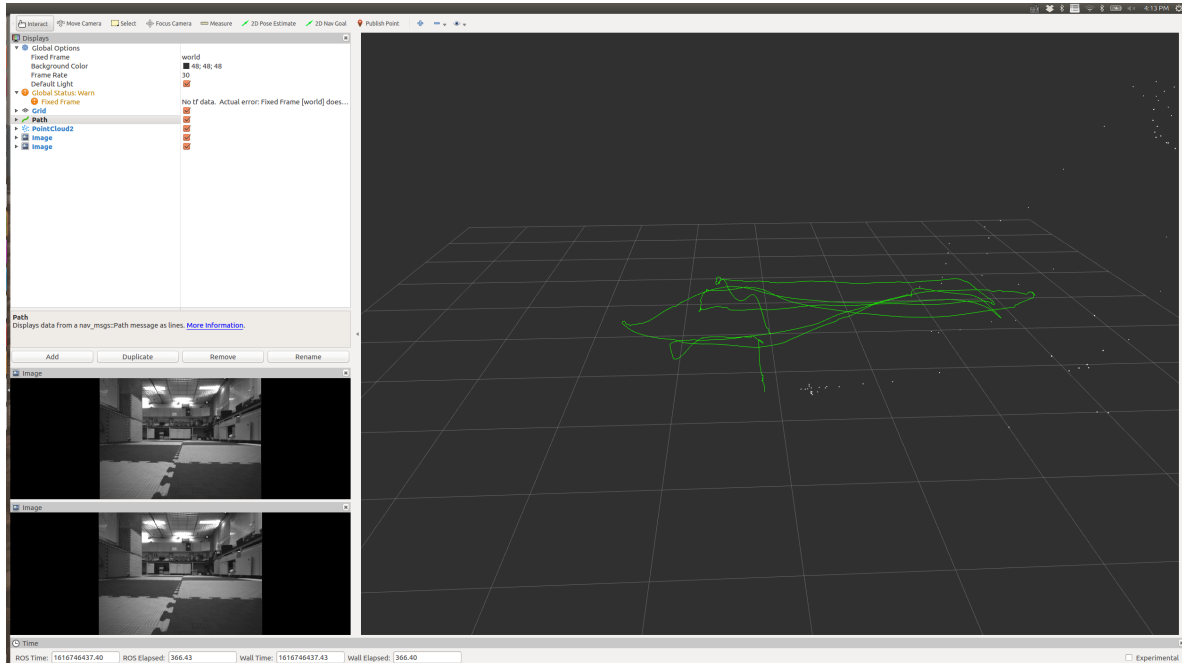 4:13 PM
Interact Move Camera Select Focus Camera Measure 2D Pose Estimate 2D Nav Goal Publish Point
Displays
Global Options
Fixed Frame world
Background Color 48; 48; 48
Frame Rate 30
Default Light
Global Status: Warn
Fixed Frame No tf data. Actual error: Fixed Frame [world] does...
Grid
Path
PointCloud2
Image
Image
Path
Displays data from a nav_msgs::Path message as lines. More Information.
Add Duplicate Remove Rename
Image
Image
Time
ROS Time: 1616746437.40 ROS Elapsed: 366.43 Wall Time: 1616746437.43 Wall Elapsed: 366.40 Experimental